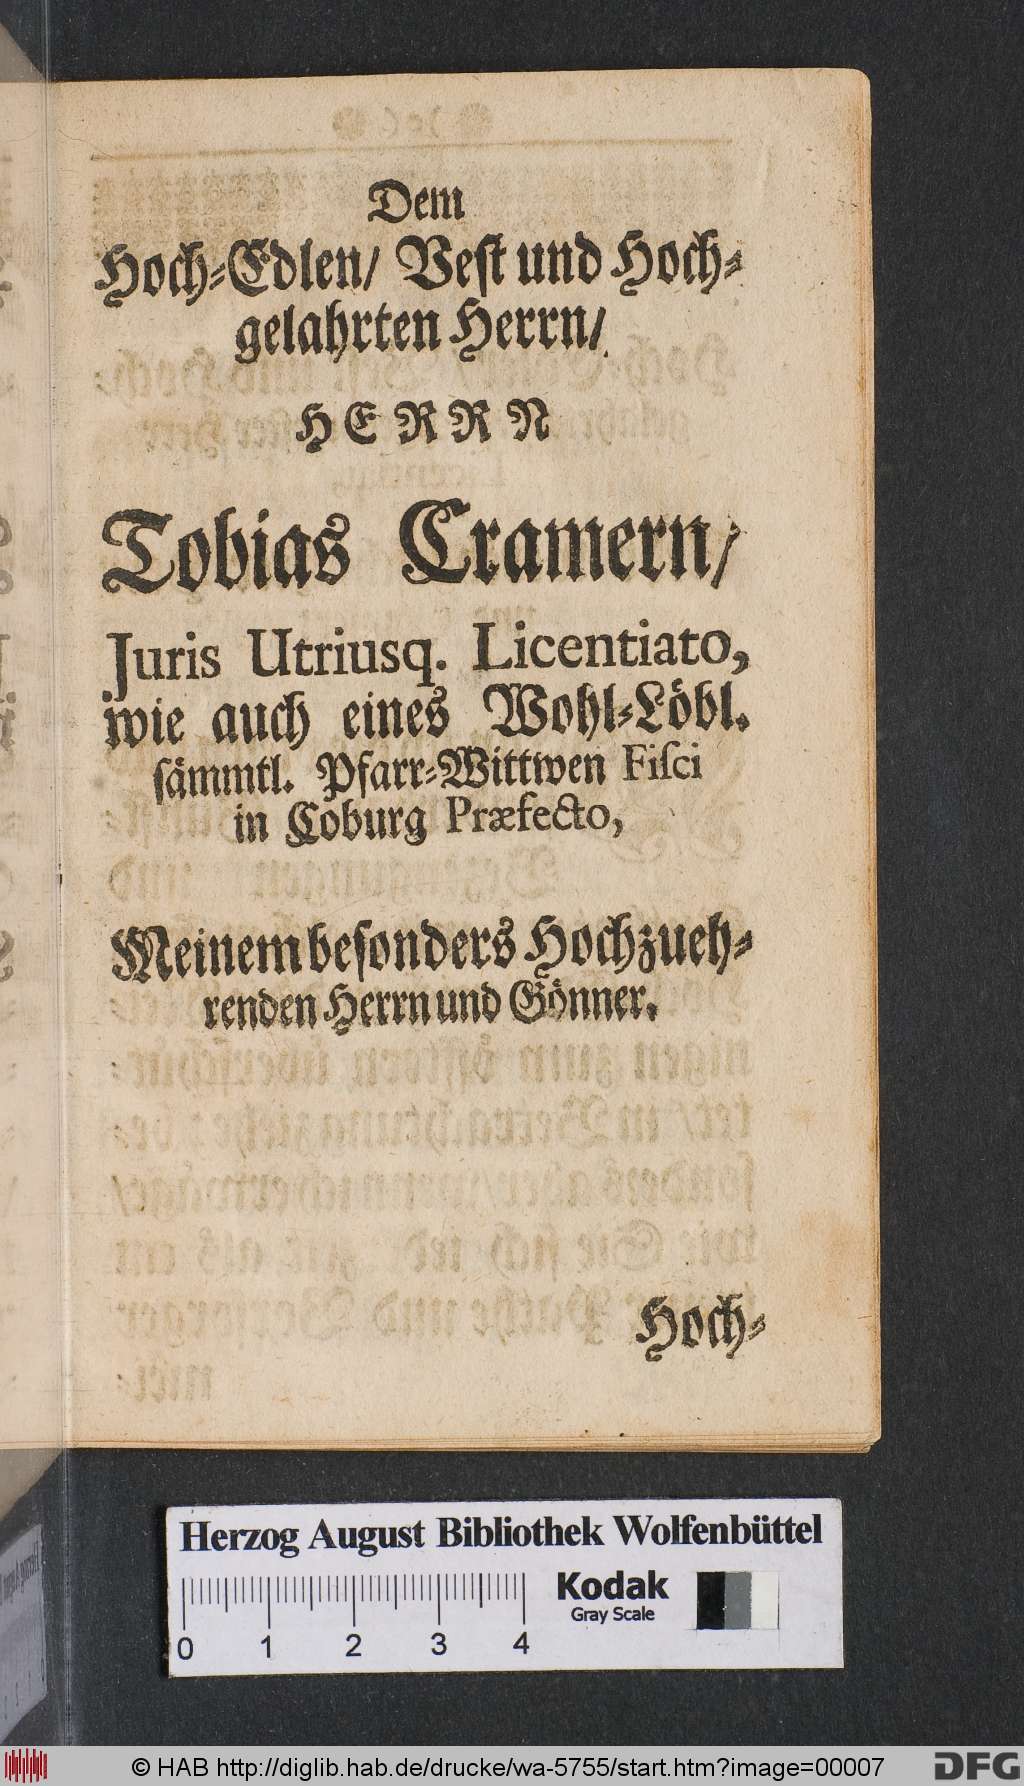 Dem
Hoch-Edlen/ Veſt und Hoch-
gelahrten Herrn/
HERRN
Tobias Cramern/
Juris Utriusq. Licentiato,
wie auch eines Wohl-Löbl.
ſämmtl. Pfarr-Wittwen Fiſci
in Coburg Præfecto,
Meinem beſonders Hochzueh-
renden Herrn und Gönner.
Hoch-
Herzog August Bibliothek Wolfenbüttel
Kodak
Gray Scale
0 1 2 3 4
© HAB http://diglib.hab.de/drucke/wa-5755/start.htm?image=00007
DFG